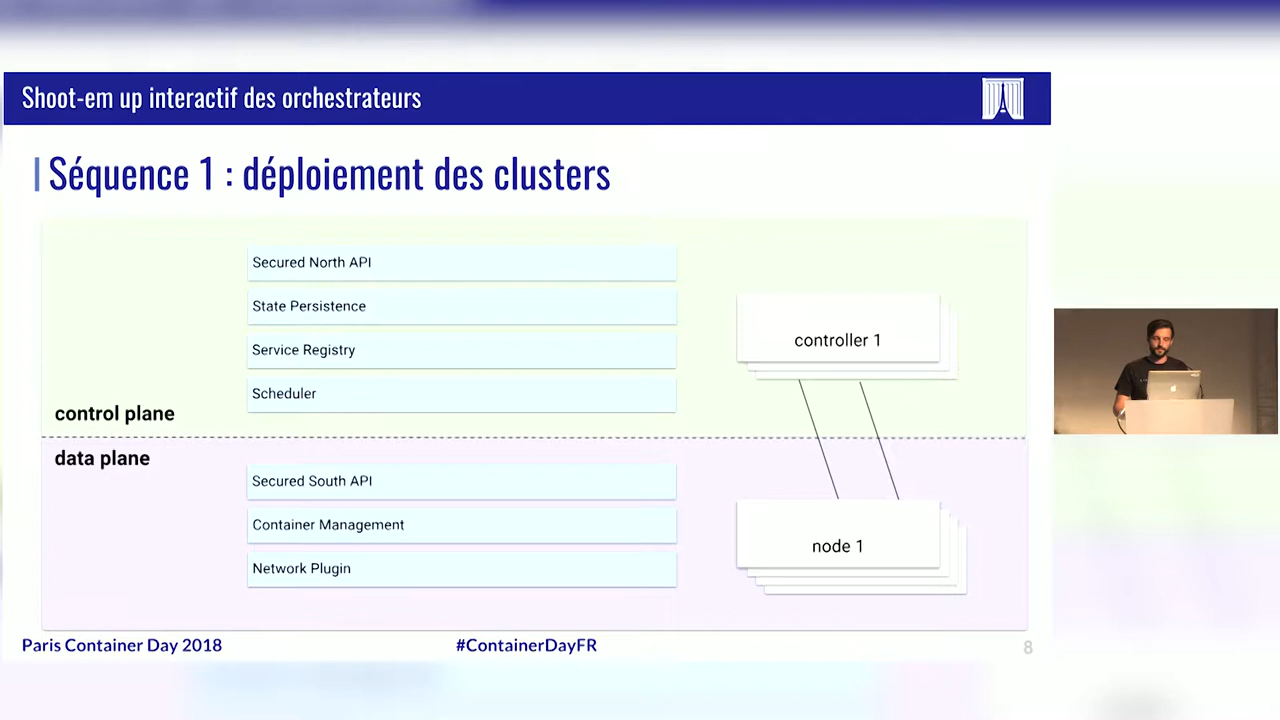 Shoot-em up interactif des orchestrateurs
Séquence 1 : déploiement des clusters
Secured North API
State Persistence
Service Registry
Scheduler
controller 1
control plane
data plane
Secured South API
Container Management
Network Plugin
node 1
Paris Container Day 2018
#ContainerDayFR
8